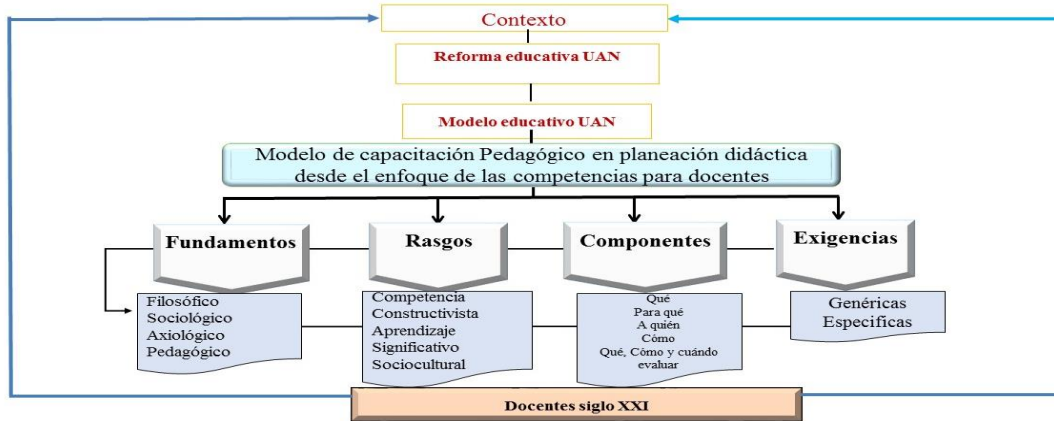 Contexto
Reforma educativa UAN
Modelo educativo UAN
Modelo de capacitación Pedagógico en planeación didáctica
desde el enfoque de las competencias para docentes
Fundamentos
Rasgos
Componentes
Exigencias
Filosófico
Sociológico
Axiológico
Pedagógico
Competencia
Constructivista
Aprendizaje
Significativo
Sociocultural
Qué
Para qué
A quién
Cómo
Qué, Cómo y cuándo
evaluar
Genéricas
Especificas
Docentes siglo XXI